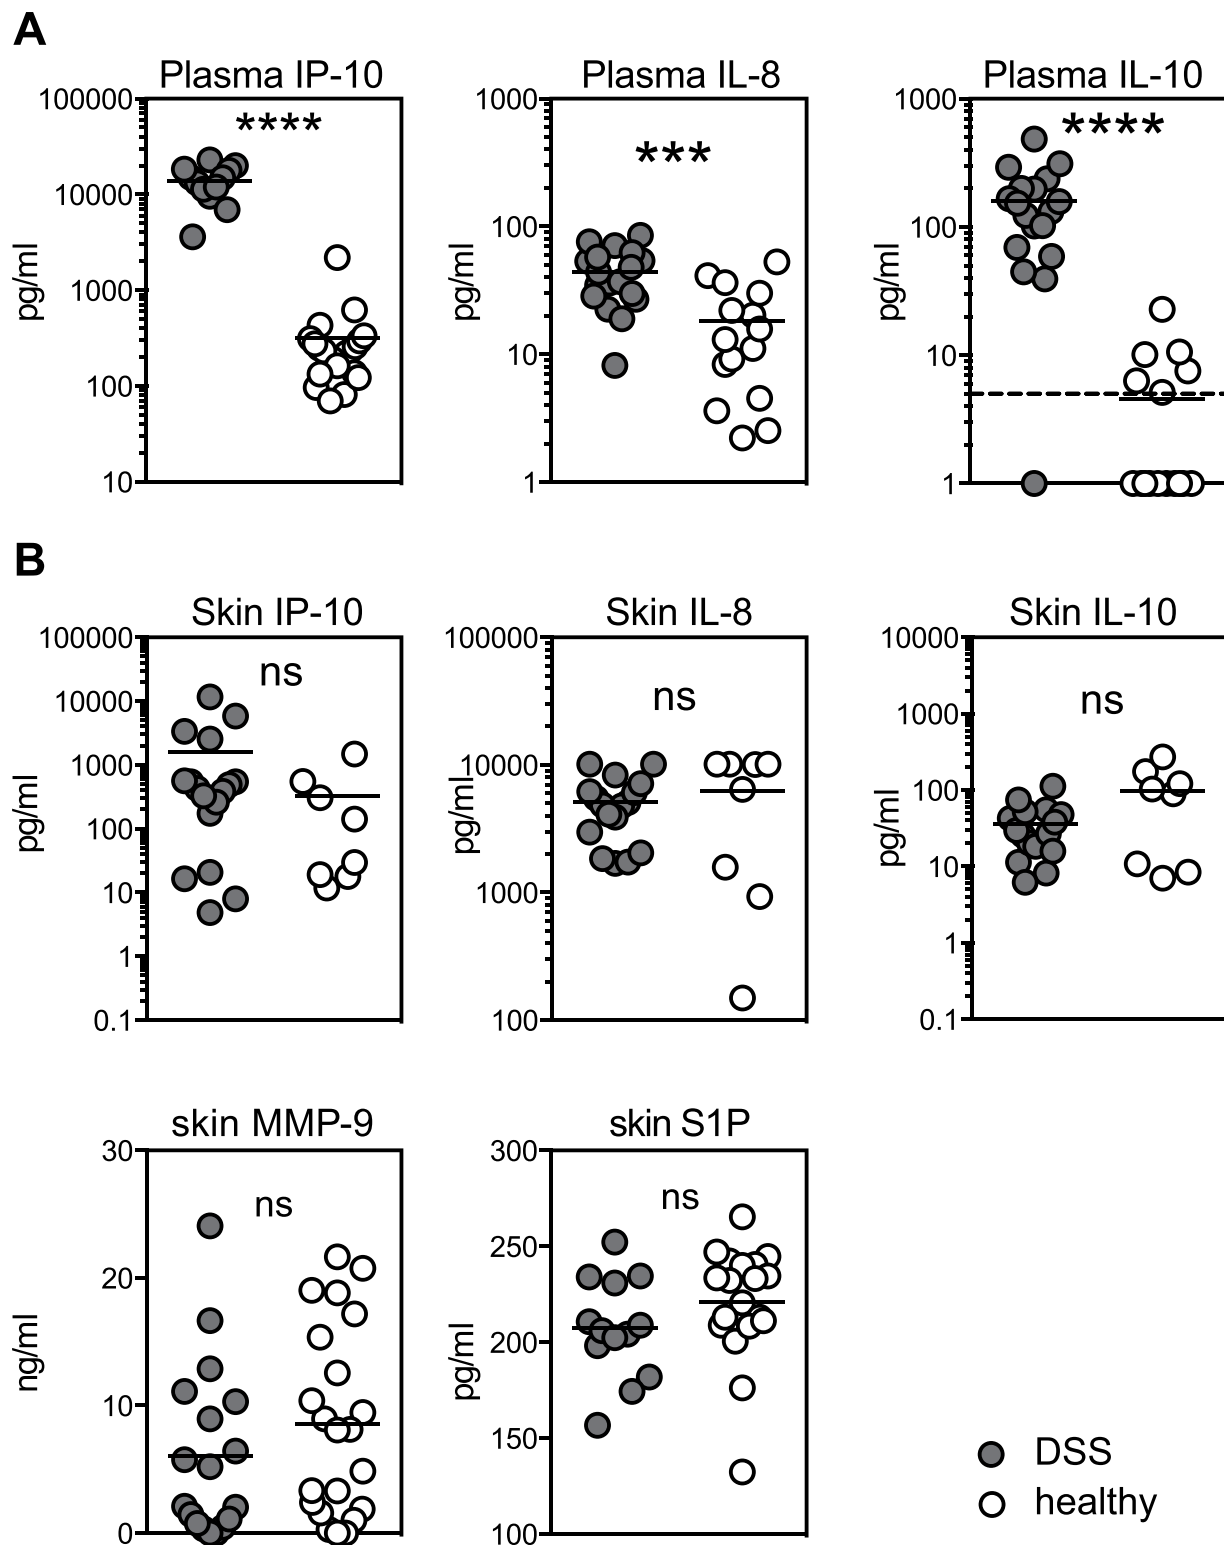 A
Plasma IP-10
Plasma IL-8
Plasma IL-10
100000
10000
1000
100
10
pg/ml
****
1000
100
10
1
pg/ml
***
1000
100
10
1
pg/ml
****
B
Skin IP-10
Skin IL-8
Skin IL-10
100000
10000
1000
100
10
1
0.1
pg/ml
ns
100000
10000
1000
100
pg/ml
ns
10000
1000
100
10
1
0.1
pg/ml
ns
skin MMP-9
skin S1P
30
20
10
0
ng/ml
ns
300
250
200
150
100
pg/ml
ns
DSS
healthy